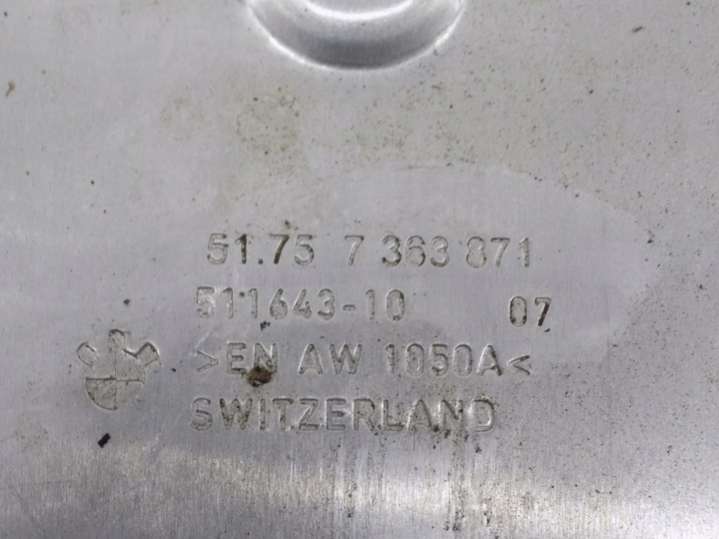 51.75 7 363 871
511643-10 07
>EN AW 1050A<
SWITZERLAND